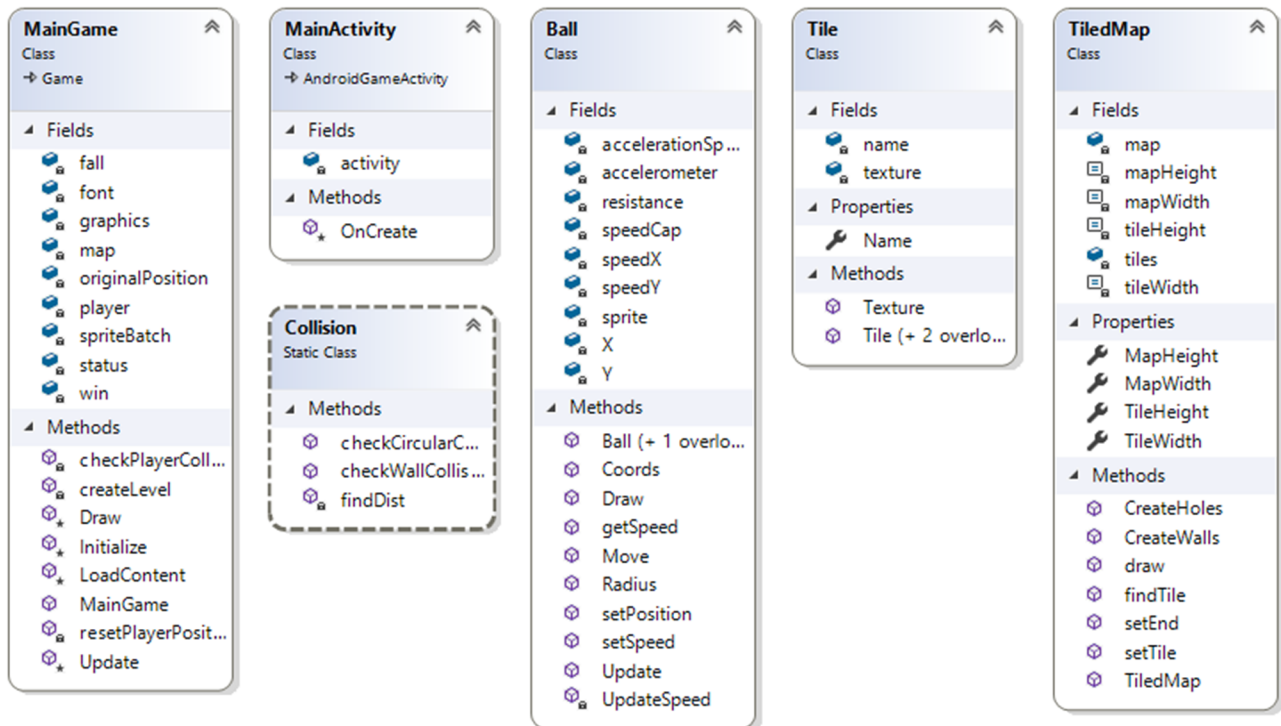 MainGame
Class
Game
Fields
fall
font
graphics
map
originalPosition
player
spriteBatch
status
win
Methods
checkPlayerColl...
createLevel
Draw
Initialize
LoadContent
MainGame
resetPlayerPosit...
Update
MainActivity
Class
AndroidGameActivity
Fields
activity
Methods
OnCreate
Collision
Static Class
Methods
checkCircularC...
checkWallCollis...
findDist
Ball
Class
Fields
accelerationSp...
accelerometer
resistance
speedCap
speedX
speedY
sprite
X
Y
Methods
Ball (+ 1 overlo...
Coords
Draw
getSpeed
Move
Radius
setPosition
setSpeed
Update
UpdateSpeed
Tile
Class
Fields
name
texture
Properties
Name
Methods
Texture
Tile (+ 2 overlo...
TiledMap
Class
Fields
map
mapHeight
mapWidth
tileHeight
tiles
tileWidth
Properties
MapHeight
MapWidth
TileHeight
TileWidth
Methods
CreateHoles
CreateWalls
draw
findTile
setEnd
setTile
TiledMap